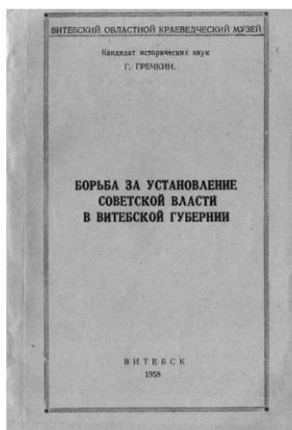 ВИТЕБСКИЙ ОБЛАСТНОЙ КРАЕВЕДЧЕСКИЙ МУЗЕЙ
Кандидат исторических наук
Г. ГРЕЧКИН.
БОРЬБА ЗА УСТАНОВЛЕНИЕ
СОВЕТСКОЙ ВЛАСТИ
В ВИТЕБСКОЙ ГУБЕРНИИ
ВИТЕБСК
1958